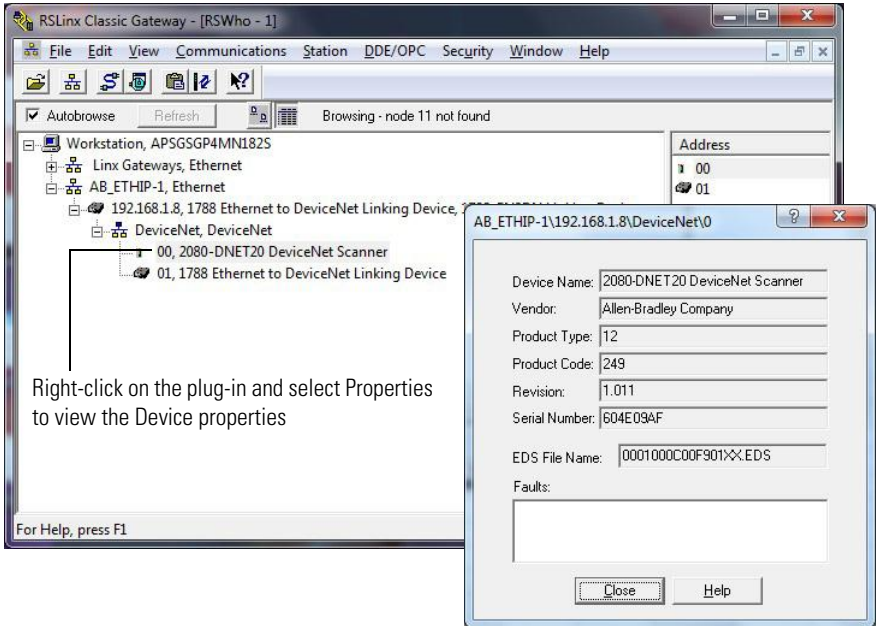 RSLinx Classic Gateway - [RSWho - 1]
File Edit View Communications Station DDE/OPC Security Window Help
Autobrowse Refresh Browsing - node 11 not found
Workstation, APSGSGP4MN182S
Linx Gateways, Ethernet
AB_ETHIP-1, Ethernet
192.168.1.8, 1788 Ethernet to DeviceNet Linking Device,
DeviceNet, DeviceNet
00, 2080-DNET20 DeviceNet Scanner
01, 1788 Ethernet to DeviceNet Linking Device
Address
00
01
Right-click on the plug-in and select Properties
to view the Device properties
For Help, press F1
AB_ETHIP-1\192.168.1.8\DeviceNet\0
Device Name: 2080-DNET20 DeviceNet Scanner
Vendor: Allen-Bradley Company
Product Type: 12
Product Code: 249
Revision: 1.011
Serial Number: 604E09AF
EDS File Name: 0001000C00F901XX.EDS
Faults:
Close Help